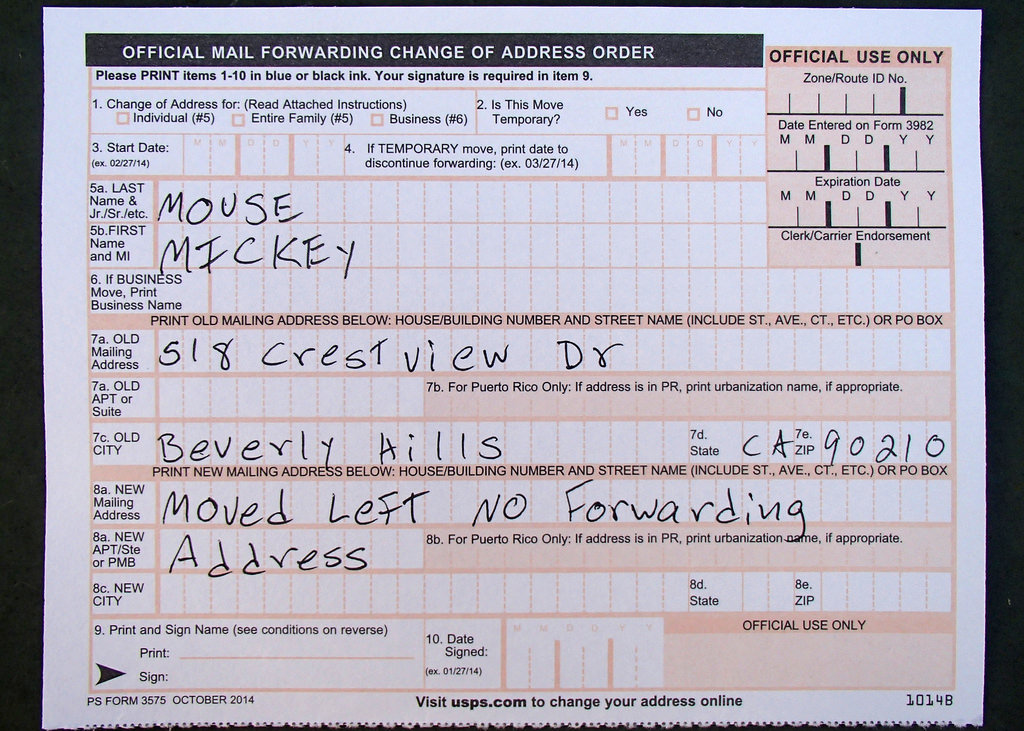 OFFICIAL MAIL FORWARDING CHANGE OF ADDRESS ORDER
Please PRINT items 1-10 in blue or black ink. Your signature is required in item 9.
OFFICIAL USE ONLY
Zone/Route ID No.
Date Entered on Form 3982
M M D D Y Y
Expiration Date
M M D D Y Y
Clerk/Carrier Endorsement
1. Change of Address for: (Read Attached Instructions)
Individual (#5) Entire Family (#5) Business (#6)
2. Is This Move
Temporary? Yes No
3. Start Date:
(ex. 02/27/14)
M M D D Y Y
4. If TEMPORARY move, print date to
discontinue forwarding: (ex. 03/27/14)
M M D D Y Y
5a. LAST
Name &
Jr./Sr./etc.
MOUSE
5b.FIRST
Name
and MI
MICKEY
6. If BUSINESS
Move, Print
Business Name
PRINT OLD MAILING ADDRESS BELOW: HOUSE/BUILDING NUMBER AND STREET NAME (INCLUDE ST., AVE., CT., ETC.) OR PO BOX
7a. OLD
Mailing
Address
518 Crestview Dr
7a. OLD
APT or
Suite
7b. For Puerto Rico Only: If address is in PR, print urbanization name, if appropriate.
7c. OLD
CITY
Beverly Hills
7d.
State
CA
7e.
ZIP
90210
PRINT NEW MAILING ADDRESS BELOW: HOUSE/BUILDING NUMBER AND STREET NAME (INCLUDE ST., AVE., CT., ETC.) OR PO BOX
8a. NEW
Mailing
Address
Moved Left NO Forwarding
8a. NEW
APT/Ste
or PMB
Address
8b. For Puerto Rico Only: If address is in PR, print urbanization name, if appropriate.
8c. NEW
CITY
8d.
State
8e.
ZIP
9. Print and Sign Name (see conditions on reverse)
Print:
Sign:
10. Date
Signed:
(ex. 01/27/14)
M M D D Y Y
OFFICIAL USE ONLY
PS FORM 3575 OCTOBER 2014
Visit usps.com to change your address online
1014B